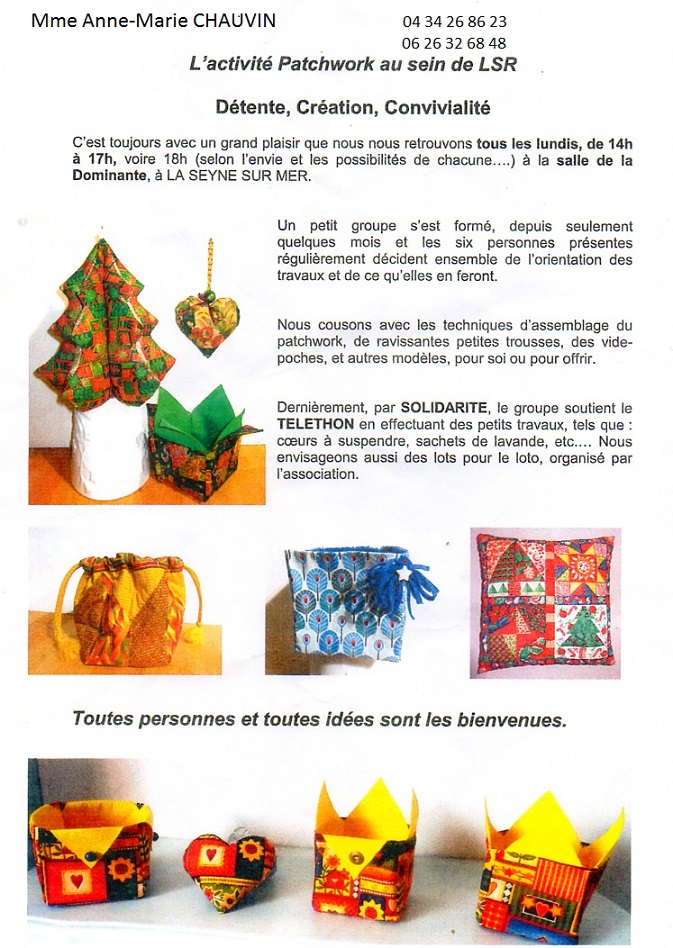 Mme Anne-Marie CHAUVIN
04 34 26 86 23
06 26 32 68 48
L'activité Patchwork au sein de LSR
Détente, Création, Convivialité
C'est toujours avec un grand plaisir que nous nous retrouvons tous les lundis, de 14h
à 17h, voire 18h (selon l'envie et les possibilités de chacune....) à la salle de la
Dominante, à LA SEYNE SUR MER.
Un petit groupe s'est formé, depuis seulement
quelques mois et les six personnes présentes
régulièrement décident ensemble de l'orientation des
travaux et de ce qu'elles en feront.
Nous cousons avec les techniques d'assemblage du
patchwork, de ravissantes petites trousses, des vide-
poches, et autres modèles, pour soi ou pour offrir.
Dernièrement, par SOLIDARITE, le groupe soutient le
TELETHON en effectuant des petits travaux, tels que :
cœurs à suspendre, sachets de lavande, etc.... Nous
envisageons aussi des lots pour le loto, organisé par
l'association.
Toutes personnes et toutes idées sont les bienvenues.